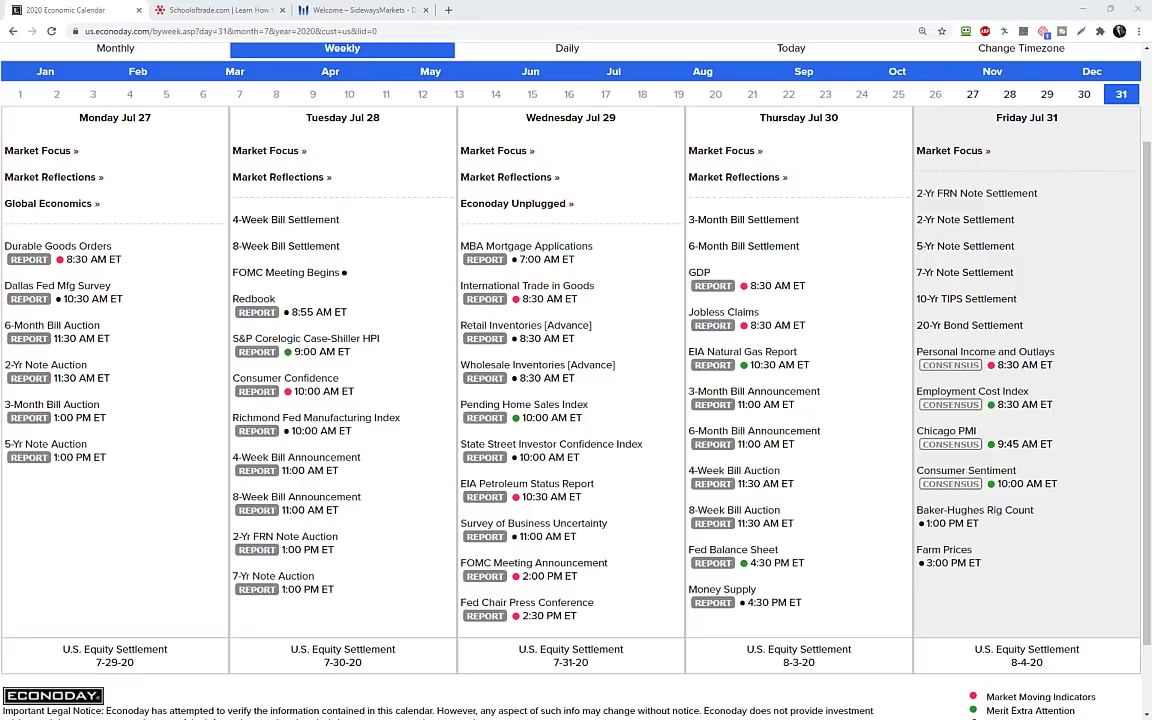 2020 Economic Calendar
Schooloftrade.com | Learn How
Welcome – SidewaysMarkets - D
us.econoday.com/byweek.asp?day=31&month=7&year=2020&cust=us&lid=0
Monthly Weekly Daily Today Change Timezone
Jan Feb Mar Apr May Jun Jul Aug Sep Oct Nov Dec
1 2 3 4 5 6 7 8 9 10 11 12 13 14 15 16 17 18 19 20 21 22 23 24 25 26 27 28 29 30 31
Monday Jul 27
Market Focus »
Market Reflections »
Global Economics »
Durable Goods Orders
REPORT 8:30 AM ET
Dallas Fed Mfg Survey
REPORT 10:30 AM ET
6-Month Bill Auction
REPORT 11:30 AM ET
2-Yr Note Auction
REPORT 11:30 AM ET
3-Month Bill Auction
REPORT 1:00 PM ET
5-Yr Note Auction
REPORT 1:00 PM ET
U.S. Equity Settlement
7-29-20
Tuesday Jul 28
Market Focus »
Market Reflections »
4-Week Bill Settlement
8-Week Bill Settlement
FOMC Meeting Begins
Redbook
REPORT 8:55 AM ET
S&P Corelogic Case-Shiller HPI
REPORT 9:00 AM ET
Consumer Confidence
REPORT 10:00 AM ET
Richmond Fed Manufacturing Index
REPORT 10:00 AM ET
4-Week Bill Announcement
REPORT 11:00 AM ET
8-Week Bill Announcement
REPORT 11:00 AM ET
2-Yr FRN Note Auction
REPORT 1:00 PM ET
7-Yr Note Auction
REPORT 1:00 PM ET
U.S. Equity Settlement
7-30-20
Wednesday Jul 29
Market Focus »
Market Reflections »
Econoday Unplugged »
MBA Mortgage Applications
REPORT 7:00 AM ET
International Trade in Goods
REPORT 8:30 AM ET
Retail Inventories [Advance]
REPORT 8:30 AM ET
Wholesale Inventories [Advance]
REPORT 8:30 AM ET
Pending Home Sales Index
REPORT 10:00 AM ET
State Street Investor Confidence Index
REPORT 10:00 AM ET
EIA Petroleum Status Report
REPORT 10:30 AM ET
Survey of Business Uncertainty
REPORT 11:00 AM ET
FOMC Meeting Announcement
REPORT 2:00 PM ET
Fed Chair Press Conference
REPORT 2:30 PM ET
U.S. Equity Settlement
7-31-20
Thursday Jul 30
Market Focus »
Market Reflections »
3-Month Bill Settlement
6-Month Bill Settlement
GDP
REPORT 8:30 AM ET
Jobless Claims
REPORT 8:30 AM ET
EIA Natural Gas Report
REPORT 10:30 AM ET
3-Month Bill Announcement
REPORT 11:00 AM ET
6-Month Bill Announcement
REPORT 11:00 AM ET
4-Week Bill Auction
REPORT 11:30 AM ET
8-Week Bill Auction
REPORT 11:30 AM ET
Fed Balance Sheet
REPORT 4:30 PM ET
Money Supply
REPORT 4:30 PM ET
U.S. Equity Settlement
8-3-20
Friday Jul 31
Market Focus »
2-Yr FRN Note Settlement
2-Yr Note Settlement
5-Yr Note Settlement
7-Yr Note Settlement
10-Yr TIPS Settlement
20-Yr Bond Settlement
Personal Income and Outlays
CONSENSUS 8:30 AM ET
Employment Cost Index
CONSENSUS 8:30 AM ET
Chicago PMI
CONSENSUS 9:45 AM ET
Consumer Sentiment
CONSENSUS 10:00 AM ET
Baker-Hughes Rig Count
1:00 PM ET
Farm Prices
3:00 PM ET
U.S. Equity Settlement
8-4-20
ECONODAY
Important Legal Notice: Econoday has attempted to verify the information contained in this calendar. However, any aspect of such info may change without notice. Econoday does not provide investment
Market Moving Indicators
Merit Extra Attention